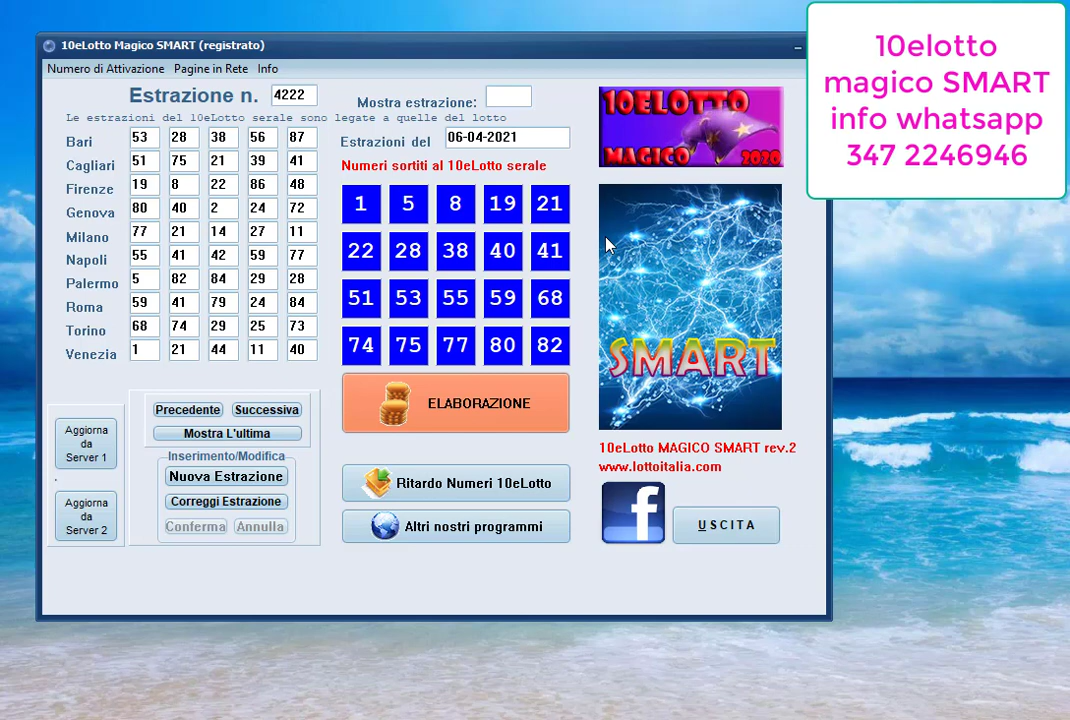 10eLotto Magico SMART (registrato)
Numero di Attivazione Pagine in Rete Info
Estrazione n. 4222
Mostra estrazione:
Le estrazioni del 10eLotto serale sono legate a quelle del lotto
Estrazioni del 06-04-2021
Bari 53 28 38 56 87
Cagliari 51 75 21 39 41
Firenze 19 8 22 86 48
Genova 80 40 2 24 72
Milano 77 21 14 27 11
Napoli 55 41 42 59 77
Palermo 5 82 84 29 28
Roma 59 41 79 24 84
Torino 68 74 29 25 73
Venezia 1 21 44 11 40
Numeri sortiti al 10eLotto serale
1 5 8 19 21
22 28 38 40 41
51 53 55 59 68
74 75 77 80 82
ELABORAZIONE
Ritardo Numeri 10eLotto
Altri nostri programmi
Aggiorna
da
Server 1
Aggiorna
da
Server 2
Precedente Successiva
Mostra L'ultima
Inserimento/Modifica
Nuova Estrazione
Correggi Estrazione
Conferma Annulla
10ELOTTO
MAGICO 2020
SMART
10eLotto MAGICO SMART rev.2
www.lottoitalia.com
f
USCITA
10elotto
magico SMART
info whatsapp
347 2246946